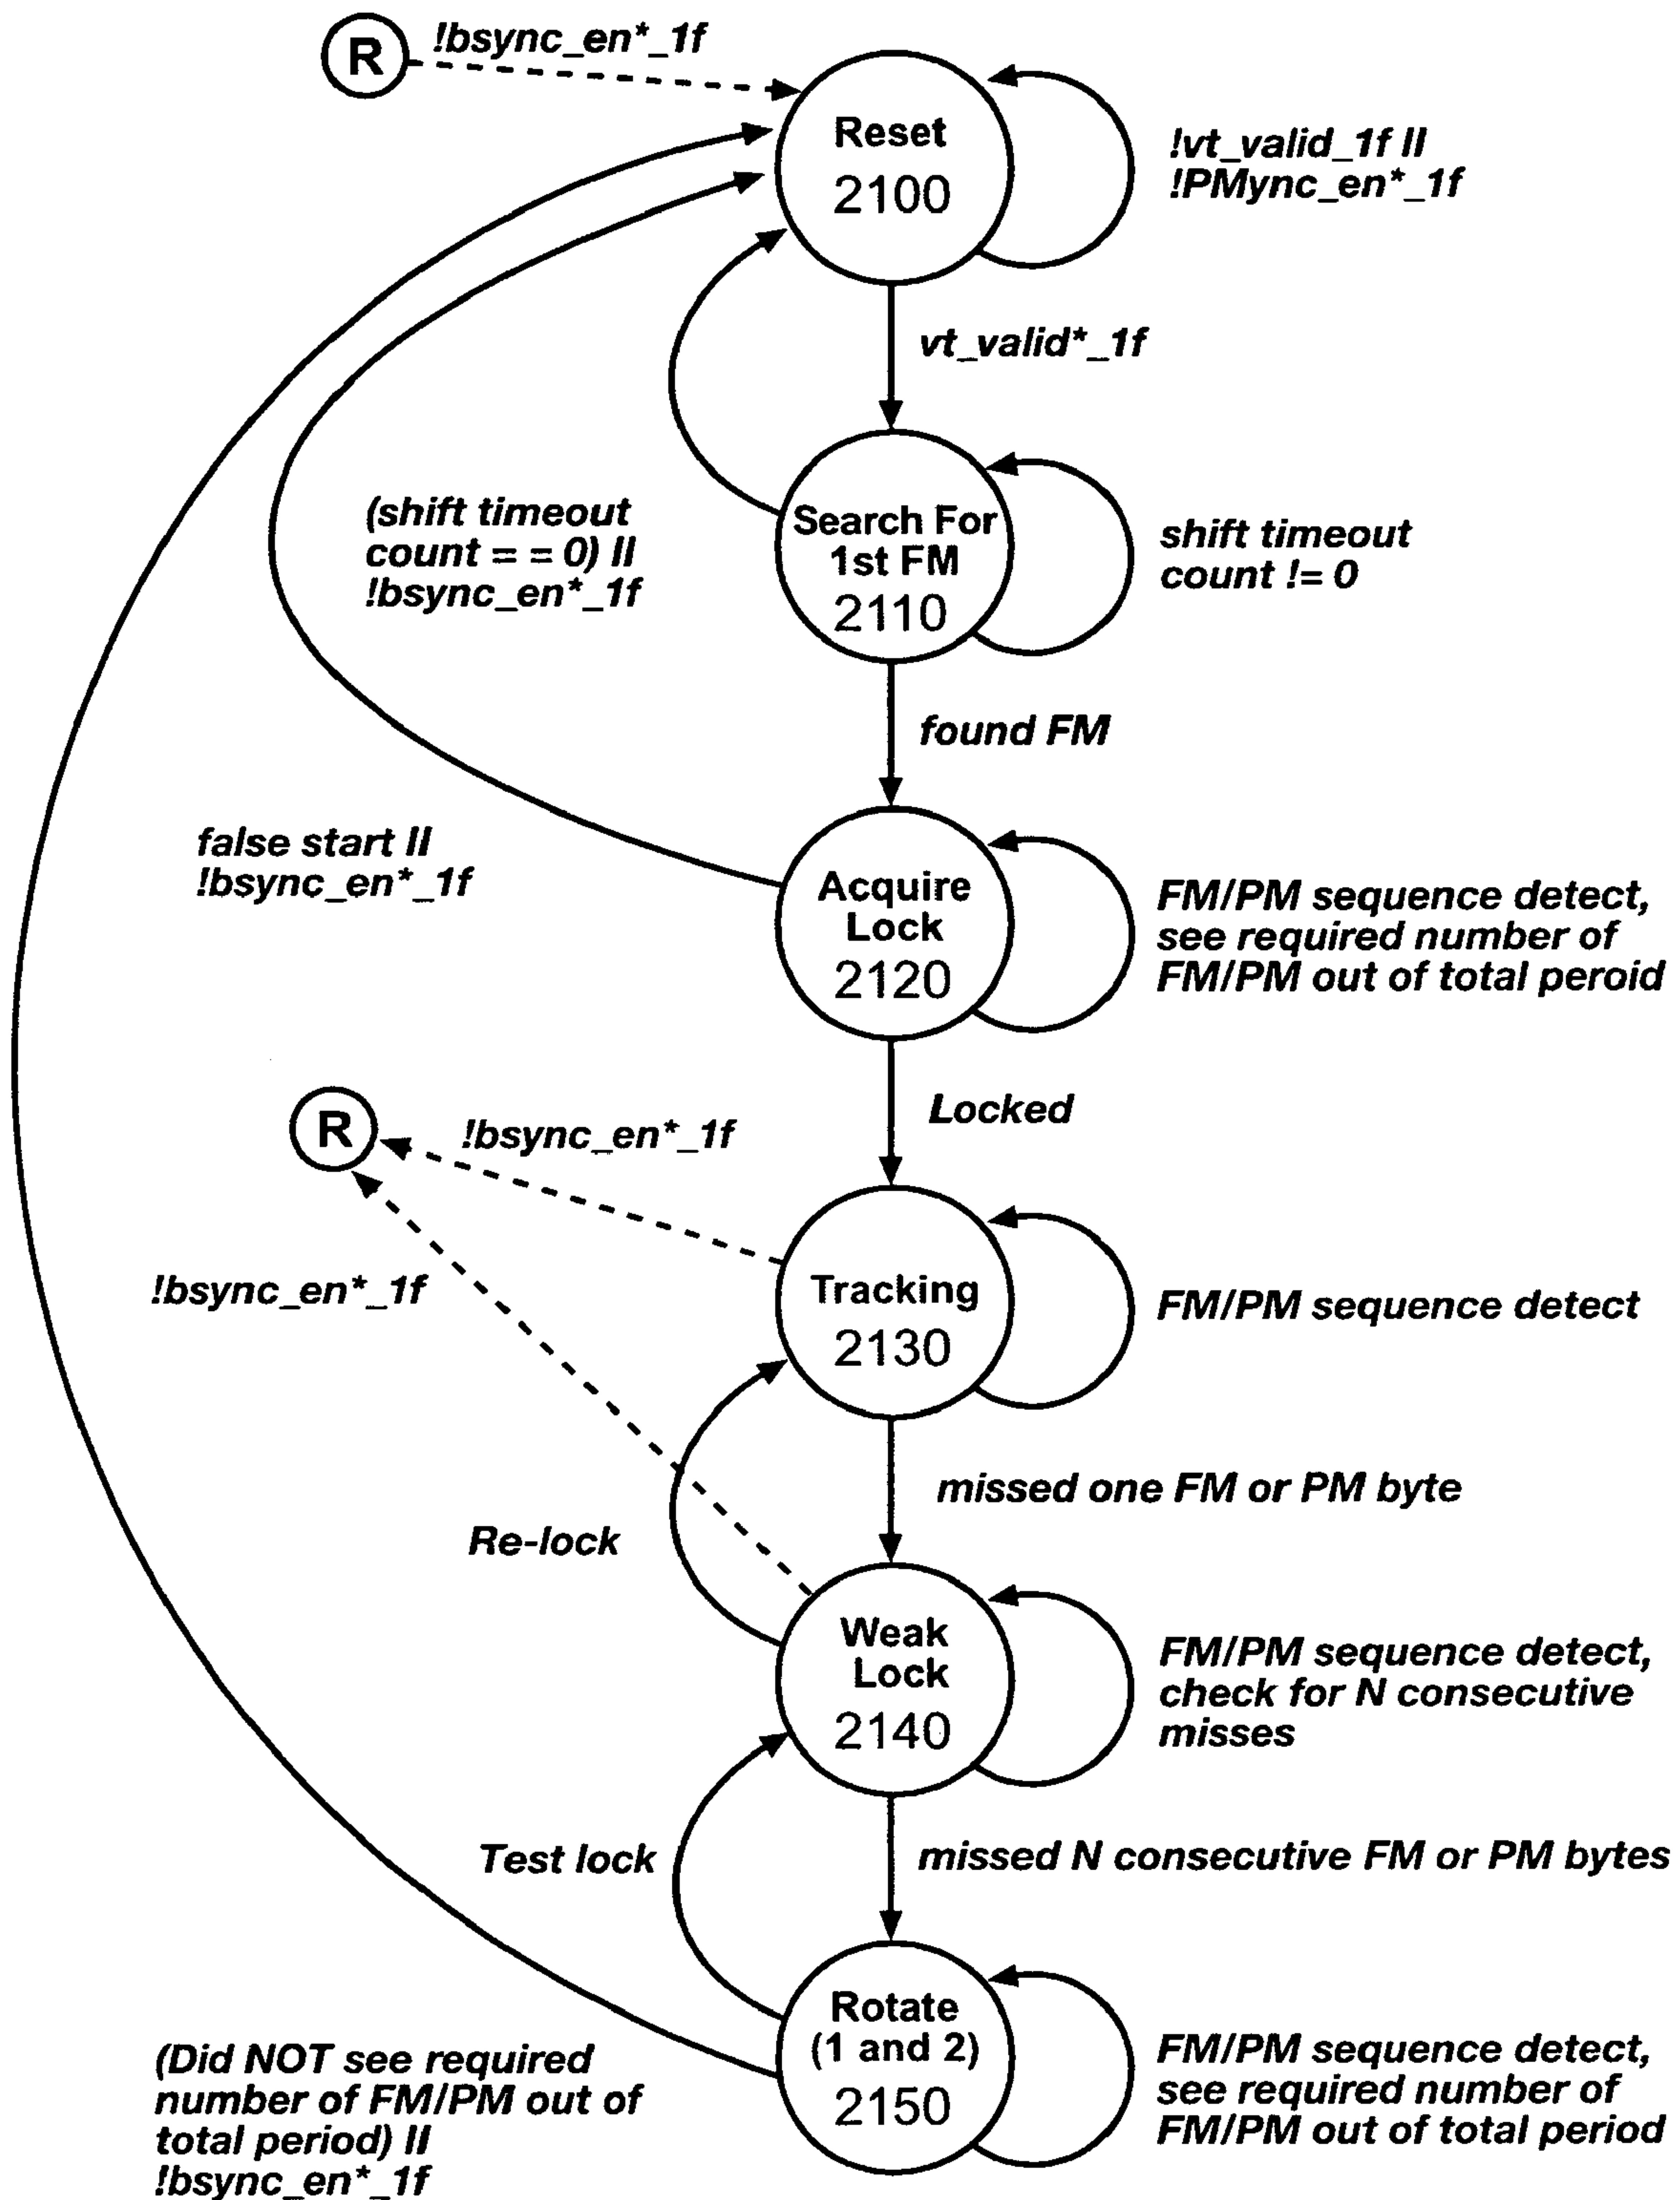 R
!bsync_en*_1f
Reset
2100
!vt_valid_1f II
!PMync_en*_1f
vt_valid*_1f
(shift timeout
count = = 0) II
!bsync_en*_1f
Search For
1st FM
2110
shift timeout
count != 0
found FM
false start II
!bsync_en*_1f
Acquire
Lock
2120
FM/PM sequence detect,
see required number of
FM/PM out of total peroid
Locked
R
!bsync_en*_1f
!bsync_en*_1f
Tracking
2130
FM/PM sequence detect
missed one FM or PM byte
Re-lock
Weak
Lock
2140
FM/PM sequence detect,
check for N consecutive
misses
Test lock
missed N consecutive FM or PM bytes
Rotate
(1 and 2)
2150
FM/PM sequence detect,
see required number of
FM/PM out of total period
(Did NOT see required
number of FM/PM out of
total period) II
!bsync_en*_1f